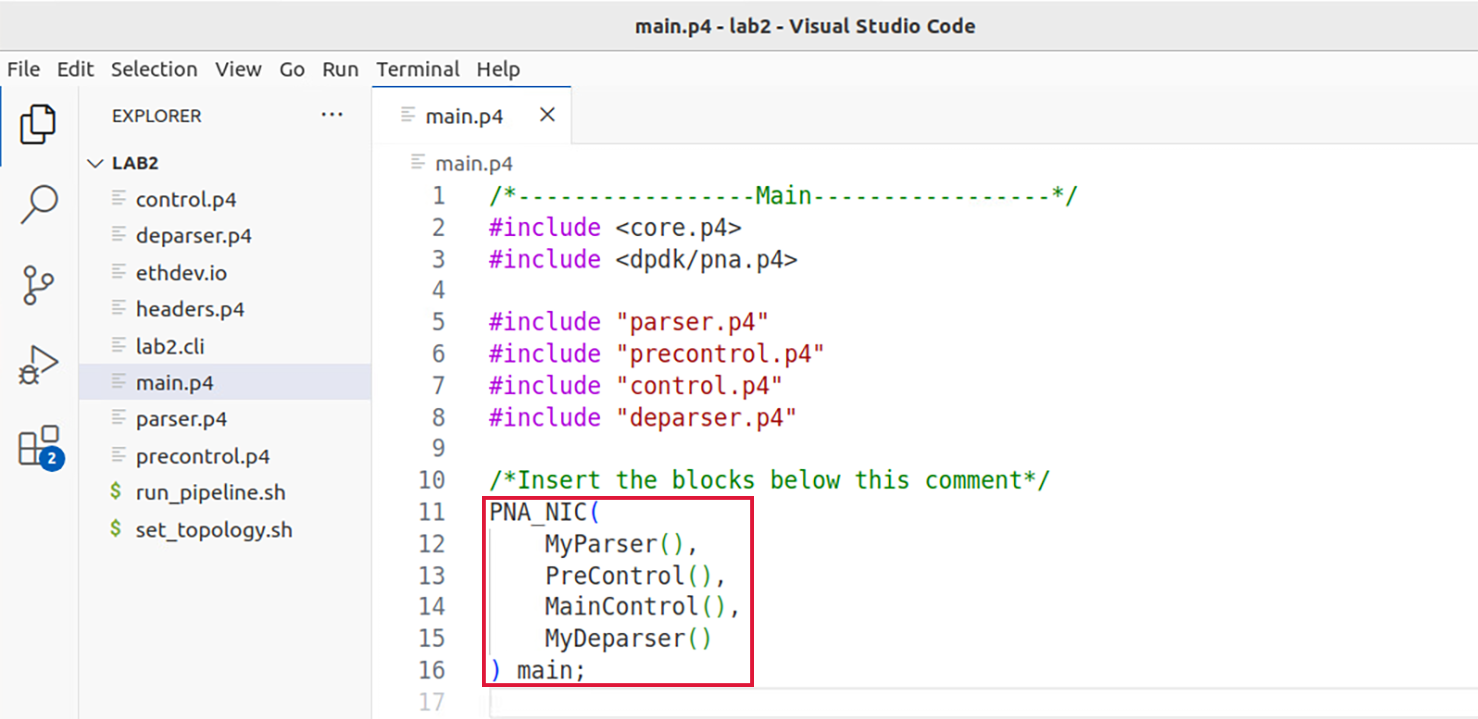 main.p4 - lab2 - Visual Studio Code
File Edit Selection View Go Run Terminal Help
EXPLORER ···
LAB2
control.p4
deparser.p4
ethdev.io
headers.p4
lab2.cli
main.p4
parser.p4
precontrol.p4
$ run_pipeline.sh
$ set_topology.sh
2
main.p4
main.p4
1 /*-----------------Main-----------------*/
2 #include <core.p4>
3 #include <dpdk/pna.p4>
4
5 #include "parser.p4"
6 #include "precontrol.p4"
7 #include "control.p4"
8 #include "deparser.p4"
9
10 /*Insert the blocks below this comment*/
11 PNA_NIC(
12 MyParser(),
13 PreControl(),
14 MainControl(),
15 MyDeparser()
16 ) main;
17